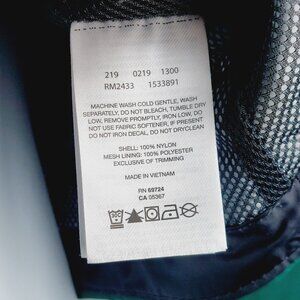 219 0219 1300
RM2433 1533891
MACHINE WASH COLD GENTLE, WASH
SEPARATELY, DO NOT BLEACH, TUMBLE DRY
LOW, REMOVE PROMPTLY, IRON LOW, DO
NOT USE FABRIC SOFTENER, IF PRESENT
DO NOT IRON DECAL, DO NOT DRYCLEAN
SHELL: 100% NYLON
MESH LINING: 100% POLYESTER
EXCLUSIVE OF TRIMMING
MADE IN VIETNAM
RN 69724
CA 05367